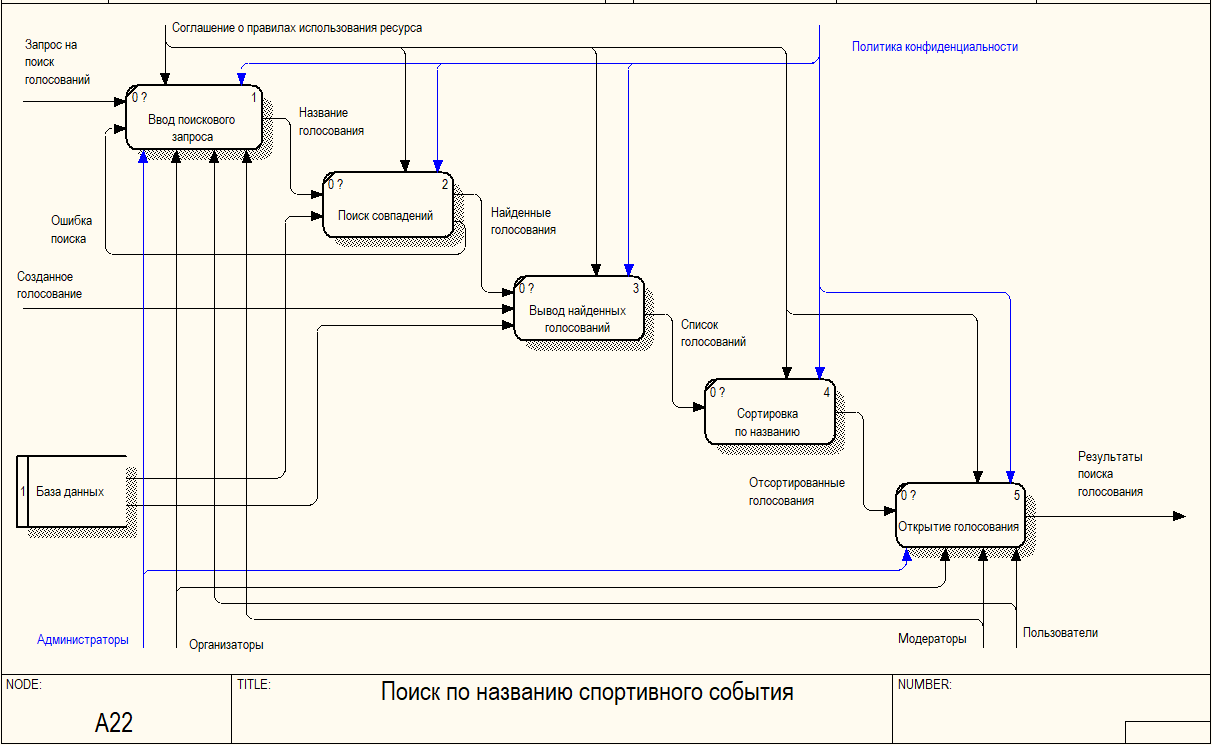 Соглашение о правилах использования ресурса
Запрос на
поиск
голосований
Политика конфиденциальности
0 ?
1
Ввод поискового
запроса
Название
голосования
0 ?
2
Поиск совпадений
Ошибка
поиска
Найденные
голосования
Созданное
голосование
0 ?
3
Вывод найденных
голосований
Список
голосований
0 ?
4
Сортировка
по названию
Отсортированные
голосования
1
База данных
0 ?
5
Открытие голосования
Результаты
поиска
голосования
Администраторы
Организаторы
Модераторы
Пользователи
NODE:
A22
TITLE:
Поиск по названию спортивного события
NUMBER: